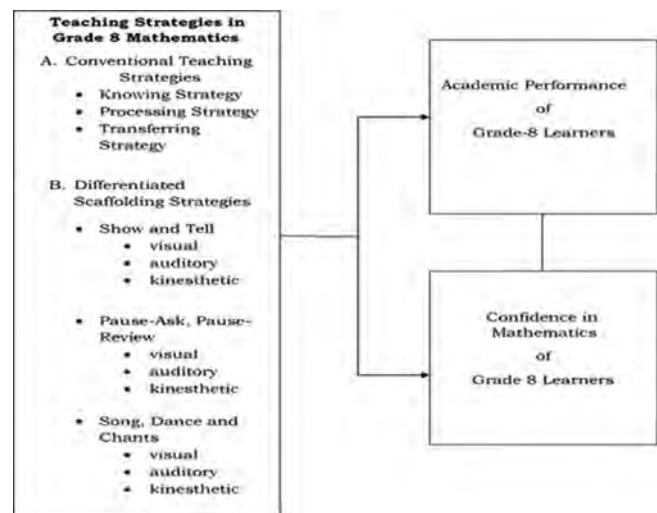 Teaching Strategies in
Grade 8 Mathematics
A. Conventional Teaching
Strategies
• Knowing Strategy
• Processing Strategy
• Transferring
Strategy
B. Differentiated
Scaffolding Strategies
• Show and Tell
• visual
• auditory
• kinesthetic
• Pause-Ask, Pause-
Review
• visual
• auditory
• kinesthetic
• Song, Dance and
Chants
• visual
• auditory
• kinesthetic
Academic Performance
of
Grade-8 Learners
Confidence in
Mathematics
of
Grade 8 Learners